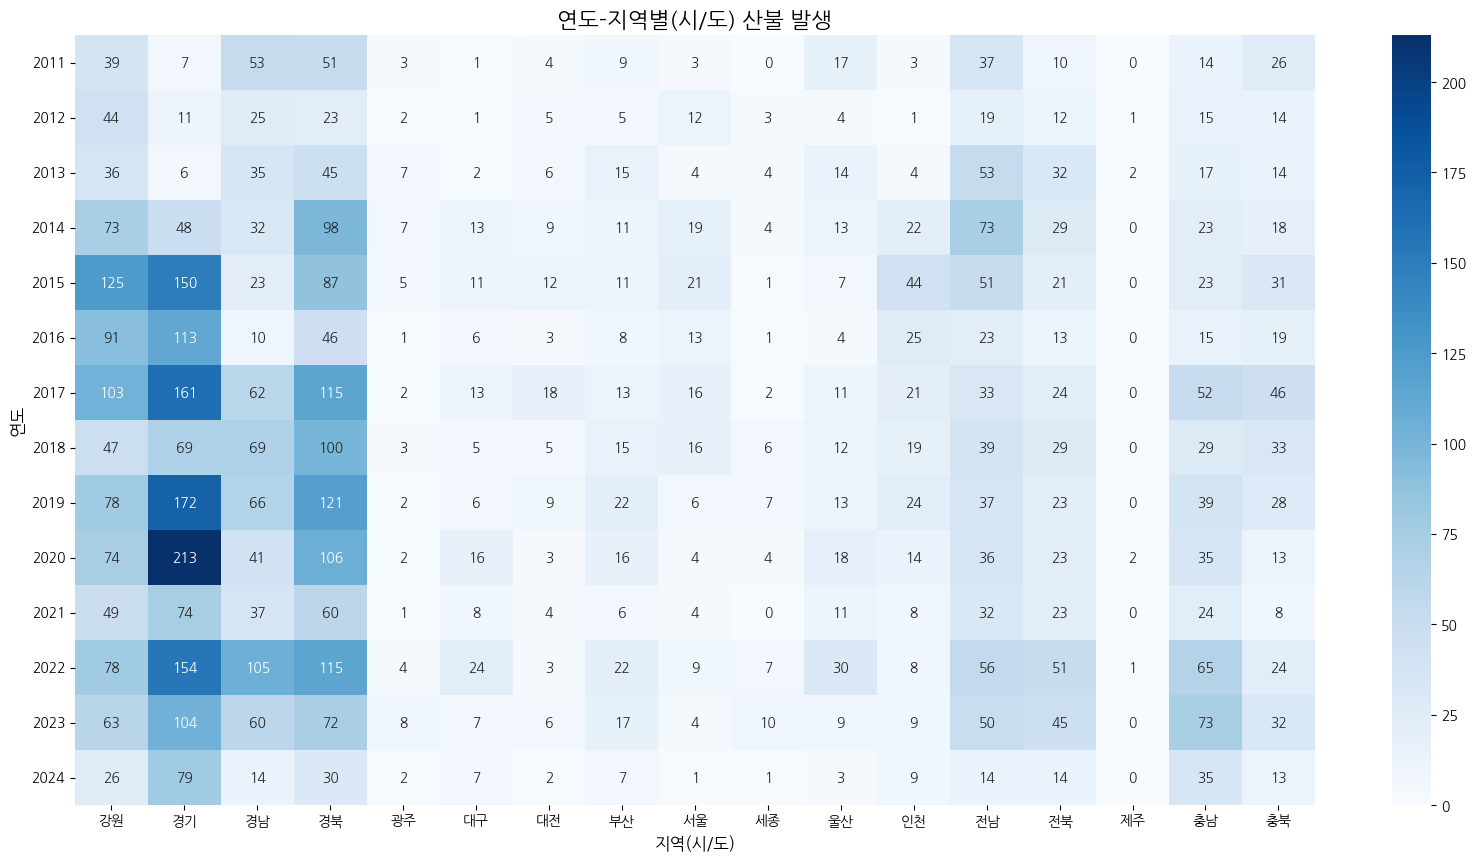 연도-지역별(시/도) 산불 발생
연도
2011 39 7 53 51 3 1 4 9 3 0 17 3 37 10 0 14 26
2012 44 11 25 23 2 1 5 5 12 3 4 1 19 12 1 15 14
2013 36 6 35 45 7 2 6 15 4 4 14 4 53 32 2 17 14
2014 73 48 32 98 7 13 9 11 19 4 13 22 73 29 0 23 18
2015 125 150 23 87 5 11 12 11 21 1 7 44 51 21 0 23 31
2016 91 113 10 46 1 6 3 8 13 1 4 25 23 13 0 15 19
2017 103 161 62 115 2 13 18 13 16 2 11 21 33 24 0 52 46
2018 47 69 69 100 3 5 5 15 16 6 12 19 39 29 0 29 33
2019 78 172 66 121 2 6 9 22 6 7 13 24 37 23 0 39 28
2020 74 213 41 106 2 16 3 16 4 4 18 14 36 23 2 35 13
2021 49 74 37 60 1 8 4 6 4 0 11 8 32 23 0 24 8
2022 78 154 105 115 4 24 3 22 9 7 30 8 56 51 1 65 24
2023 63 104 60 72 8 7 6 17 4 10 9 9 50 45 0 73 32
2024 26 79 14 30 2 7 2 7 1 1 3 9 14 14 0 35 13
강원 경기 경남 경북 광주 대구 대전 부산 서울 세종 울산 인천 전남 전북 제주 충남 충북
지역(시/도)
200
175
150
125
100
75
50
25
0